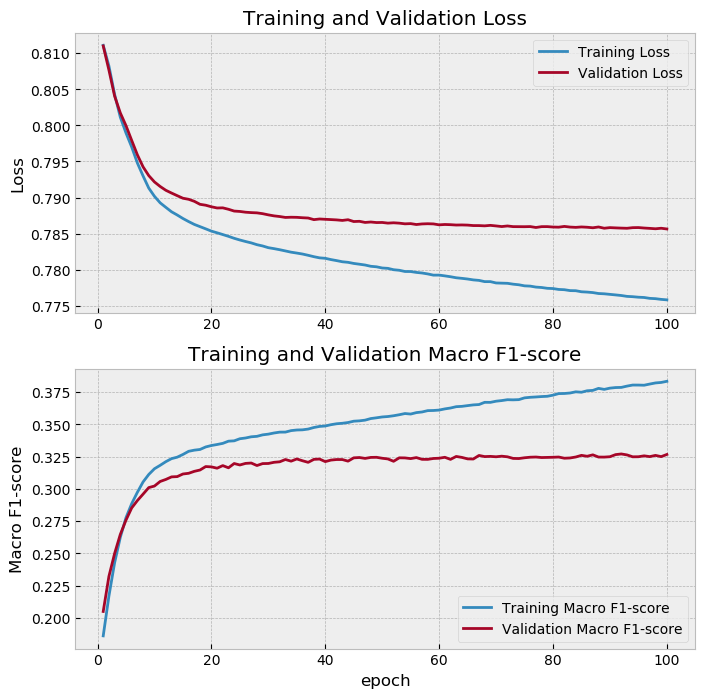 Training and Validation Loss
0.810
0.805
0.800
0.795
0.790
0.785
0.780
0.775
Loss
Training Loss
Validation Loss
0 20 40 60 80 100
Training and Validation Macro F1-score
0.375
0.350
0.325
0.300
0.275
0.250
0.225
0.200
Macro F1-score
Training Macro F1-score
Validation Macro F1-score
0 20 40 60 80 100
epoch